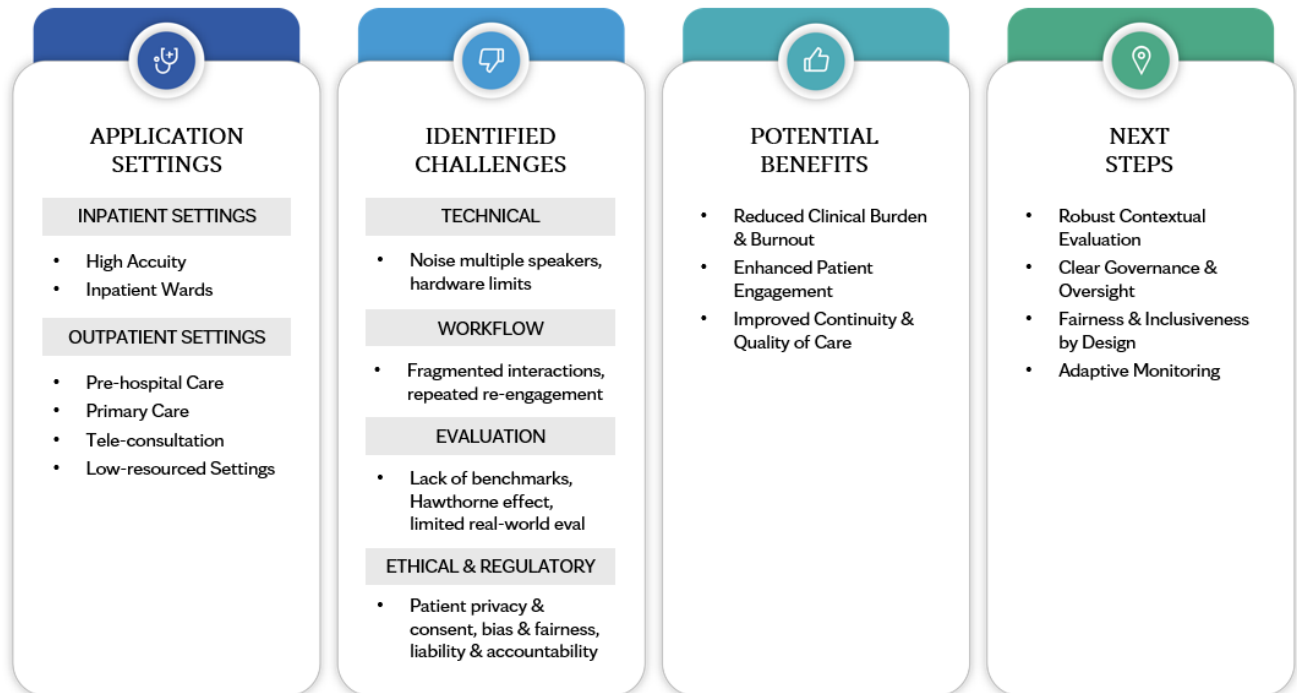 APPLICATION
SETTINGS
INPATIENT SETTINGS
• High Accuity
• Inpatient Wards
OUTPATIENT SETTINGS
• Pre-hospital Care
• Primary Care
• Tele-consultation
• Low-resourced Settings
IDENTIFIED
CHALLENGES
TECHNICAL
• Noise multiple speakers,
hardware limits
WORKFLOW
• Fragmented interactions,
repeated re-engagement
EVALUATION
• Lack of benchmarks,
Hawthorne effect,
limited real-world eval
ETHICAL & REGULATORY
• Patient privacy &
consent, bias & fairness,
liability & accountability
POTENTIAL
BENEFITS
• Reduced Clinical Burden
& Burnout
• Enhanced Patient
Engagement
• Improved Continuity &
Quality of Care
NEXT
STEPS
• Robust Contextual
Evaluation
• Clear Governance &
Oversight
• Fairness & Inclusiveness
by Design
• Adaptive Monitoring